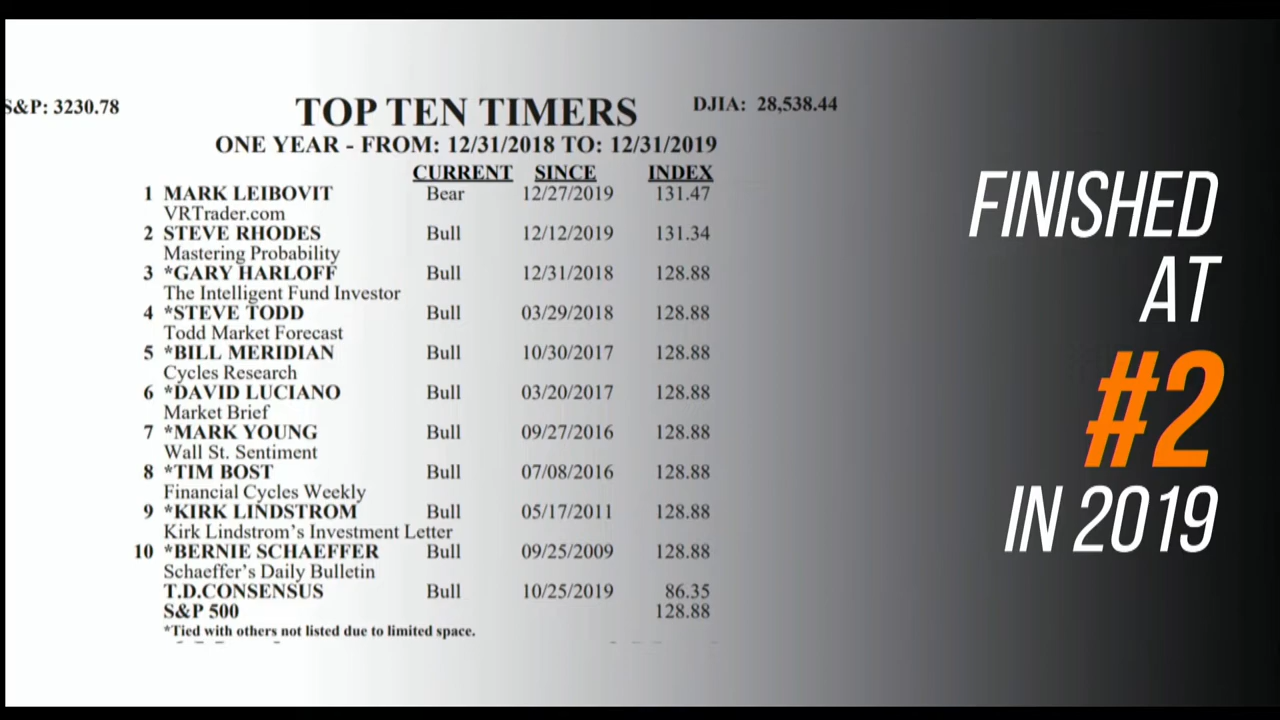 S&P: 3230.78
TOP TEN TIMERS
DJIA: 28,538.44
ONE YEAR - FROM: 12/31/2018 TO: 12/31/2019
CURRENT SINCE INDEX
1 MARK LEIBOVIT Bear 12/27/2019 131.47
VRTrader.com
2 STEVE RHODES Bull 12/12/2019 131.34
Mastering Probability
3 *GARY HARLOFF Bull 12/31/2018 128.88
The Intelligent Fund Investor
4 *STEVE TODD Bull 03/29/2018 128.88
Todd Market Forecast
5 *BILL MERIDIAN Bull 10/30/2017 128.88
Cycles Research
6 *DAVID LUCIANO Bull 03/20/2017 128.88
Market Brief
7 *MARK YOUNG Bull 09/27/2016 128.88
Wall St. Sentiment
8 *TIM BOST Bull 07/08/2016 128.88
Financial Cycles Weekly
9 *KIRK LINDSTROM Bull 05/17/2011 128.88
Kirk Lindstrom’s Investment Letter
10 *BERNIE SCHAEFFER Bull 09/25/2009 128.88
Schaeffer’s Daily Bulletin
T.D.CONSENSUS Bull 10/25/2019 86.35
S&P 500 128.88
*Tied with others not listed due to limited space.
FINISHED
AT
#2
IN 2019